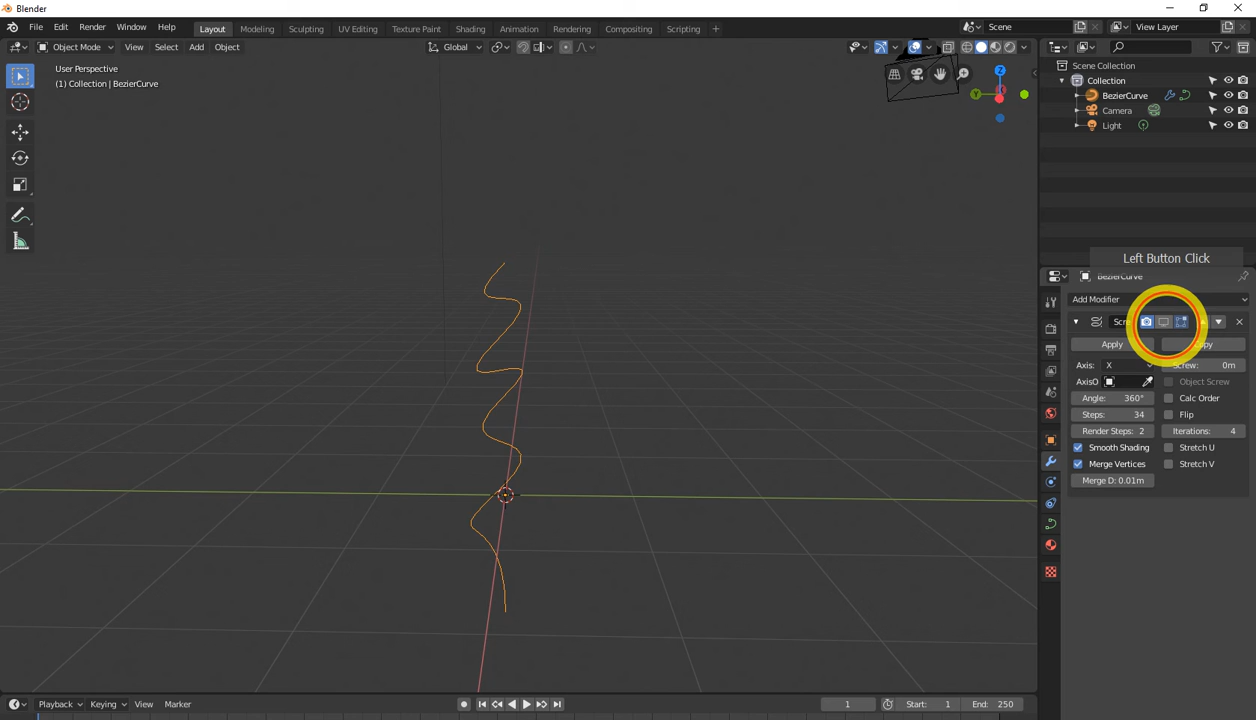 Blender
File Edit Render Window Help Layout Modeling Sculpting UV Editing Texture Paint Shading Animation Rendering Compositing Scripting + Scene View Layer
Object Mode View Select Add Object Global
User Perspective
(1) Collection | BezierCurve
Z
Y
Scene Collection
Collection
BezierCurve
Camera
Light
Left Button Click
BezierCurve
Add Modifier
Scre
Apply Copy
Axis: X Screw: 0m
AxisO Object Screw
Angle: 360° Calc Order
Steps: 34 Flip
Render Steps: 2 Iterations: 4
Smooth Shading Stretch U
Merge Vertices Stretch V
Merge D: 0.01m
Playback Keying View Marker 1 Start: 1 End: 250